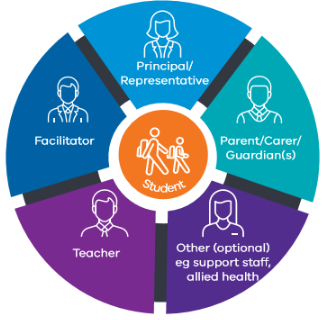 Principal/
Representative
Facilitator
Parent/Carer/
Guardian(s)
Student
Teacher
Other (optional)
eg support staff,
allied health